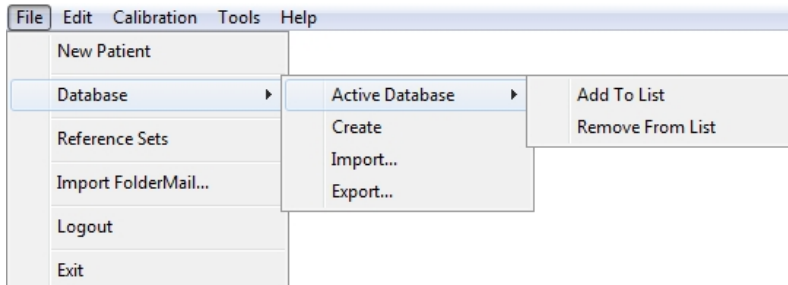 File Edit Calibration Tools Help
New Patient
Database
Active Database
Add To List
Remove From List
Create
Import...
Export...
Reference Sets
Import FolderMail...
Logout
Exit